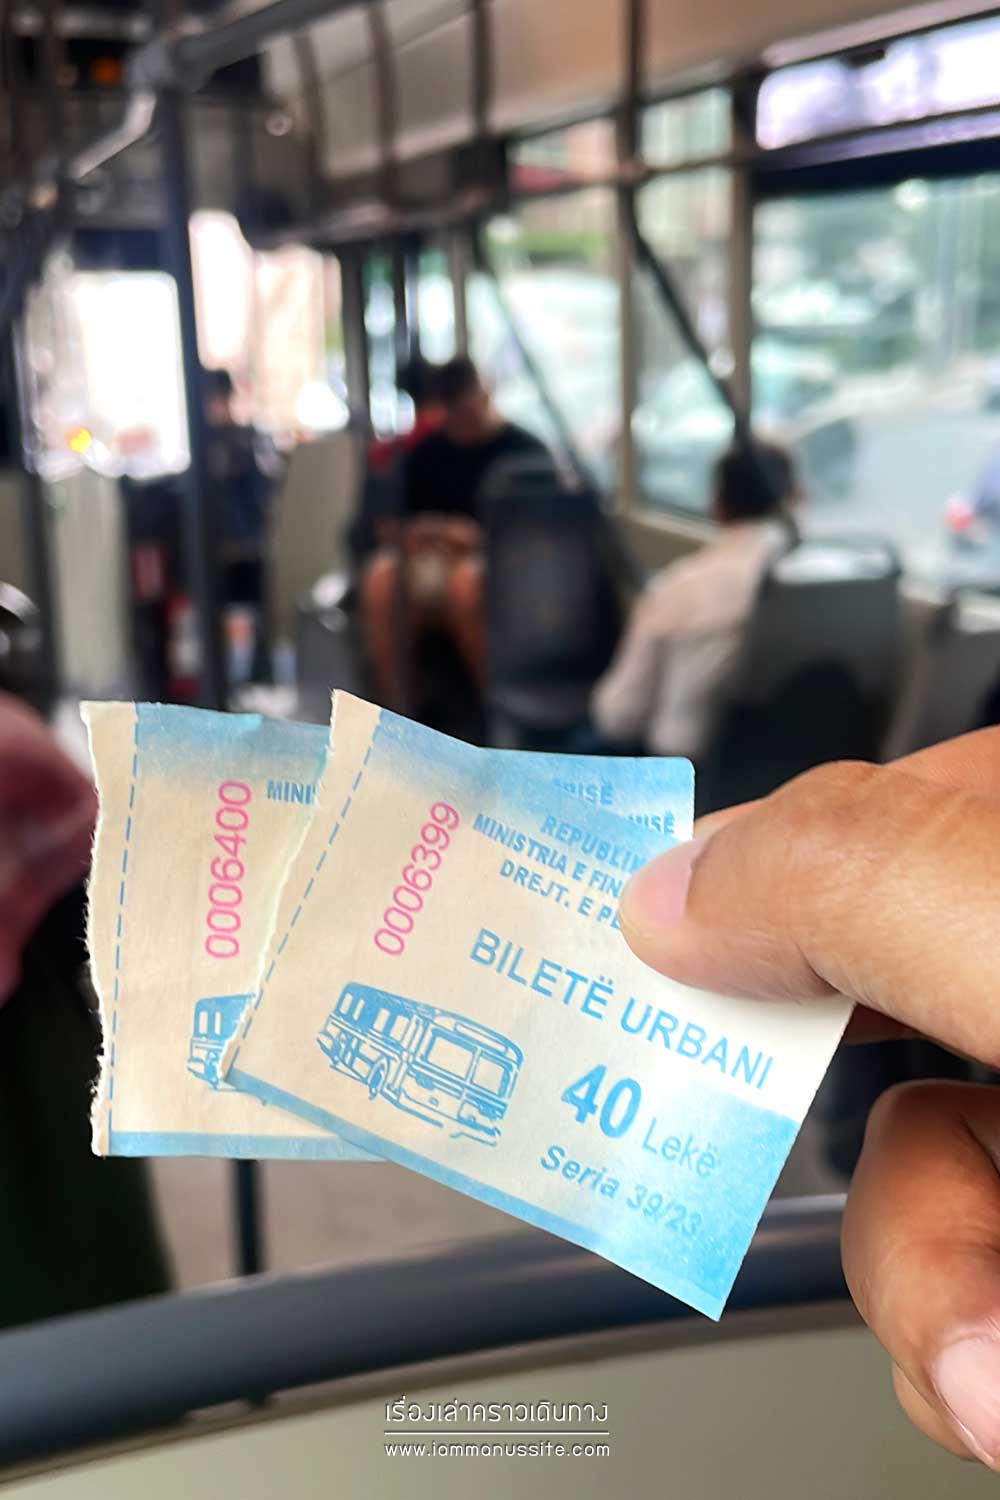 0006400
MINI
0006399
REPUBLIK
MINISTRIA E FIN
DREJT. E P
BILETË URBANI
40 Lekë
Seria 39/23
เรื่องเล่าคราวเดินทาง
www.iammanussite.com